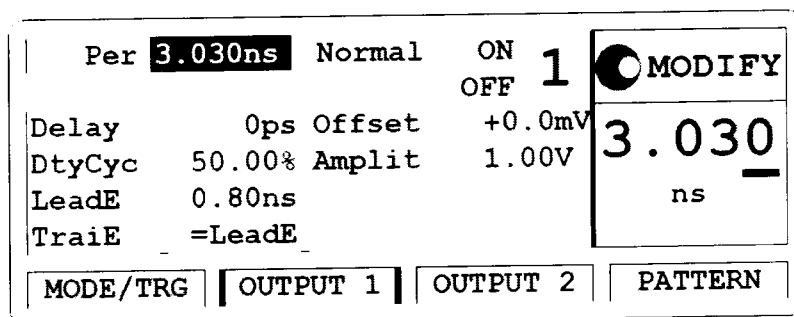 Per 3.030ns Normal ON OFF 1 MODIFY
Delay 0ps Offset +0.0mV 3.030
DtyCyc 50.00% Amplit 1.00V
LeadE 0.80ns ns
TraiE =LeadE
MODE/TRG OUTPUT 1 OUTPUT 2 PATTERN